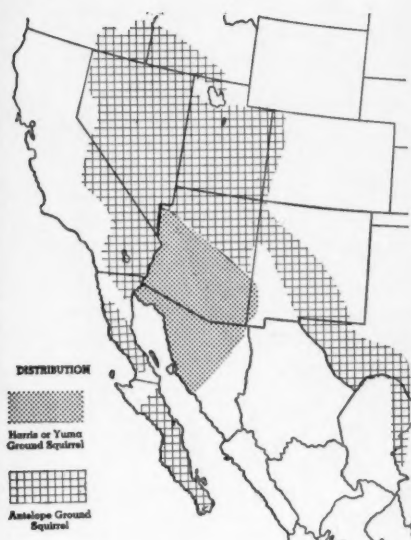 DISTRIBUTION
Harris or Yuma
Ground Squirrel
Antelope Ground
Squirrel